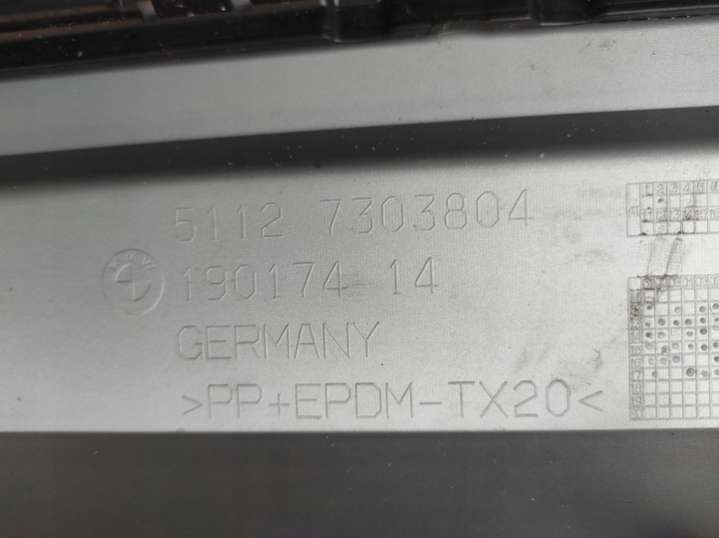 5112 7303804
190174 14
GERMANY
>PP+EPDM-TX20<